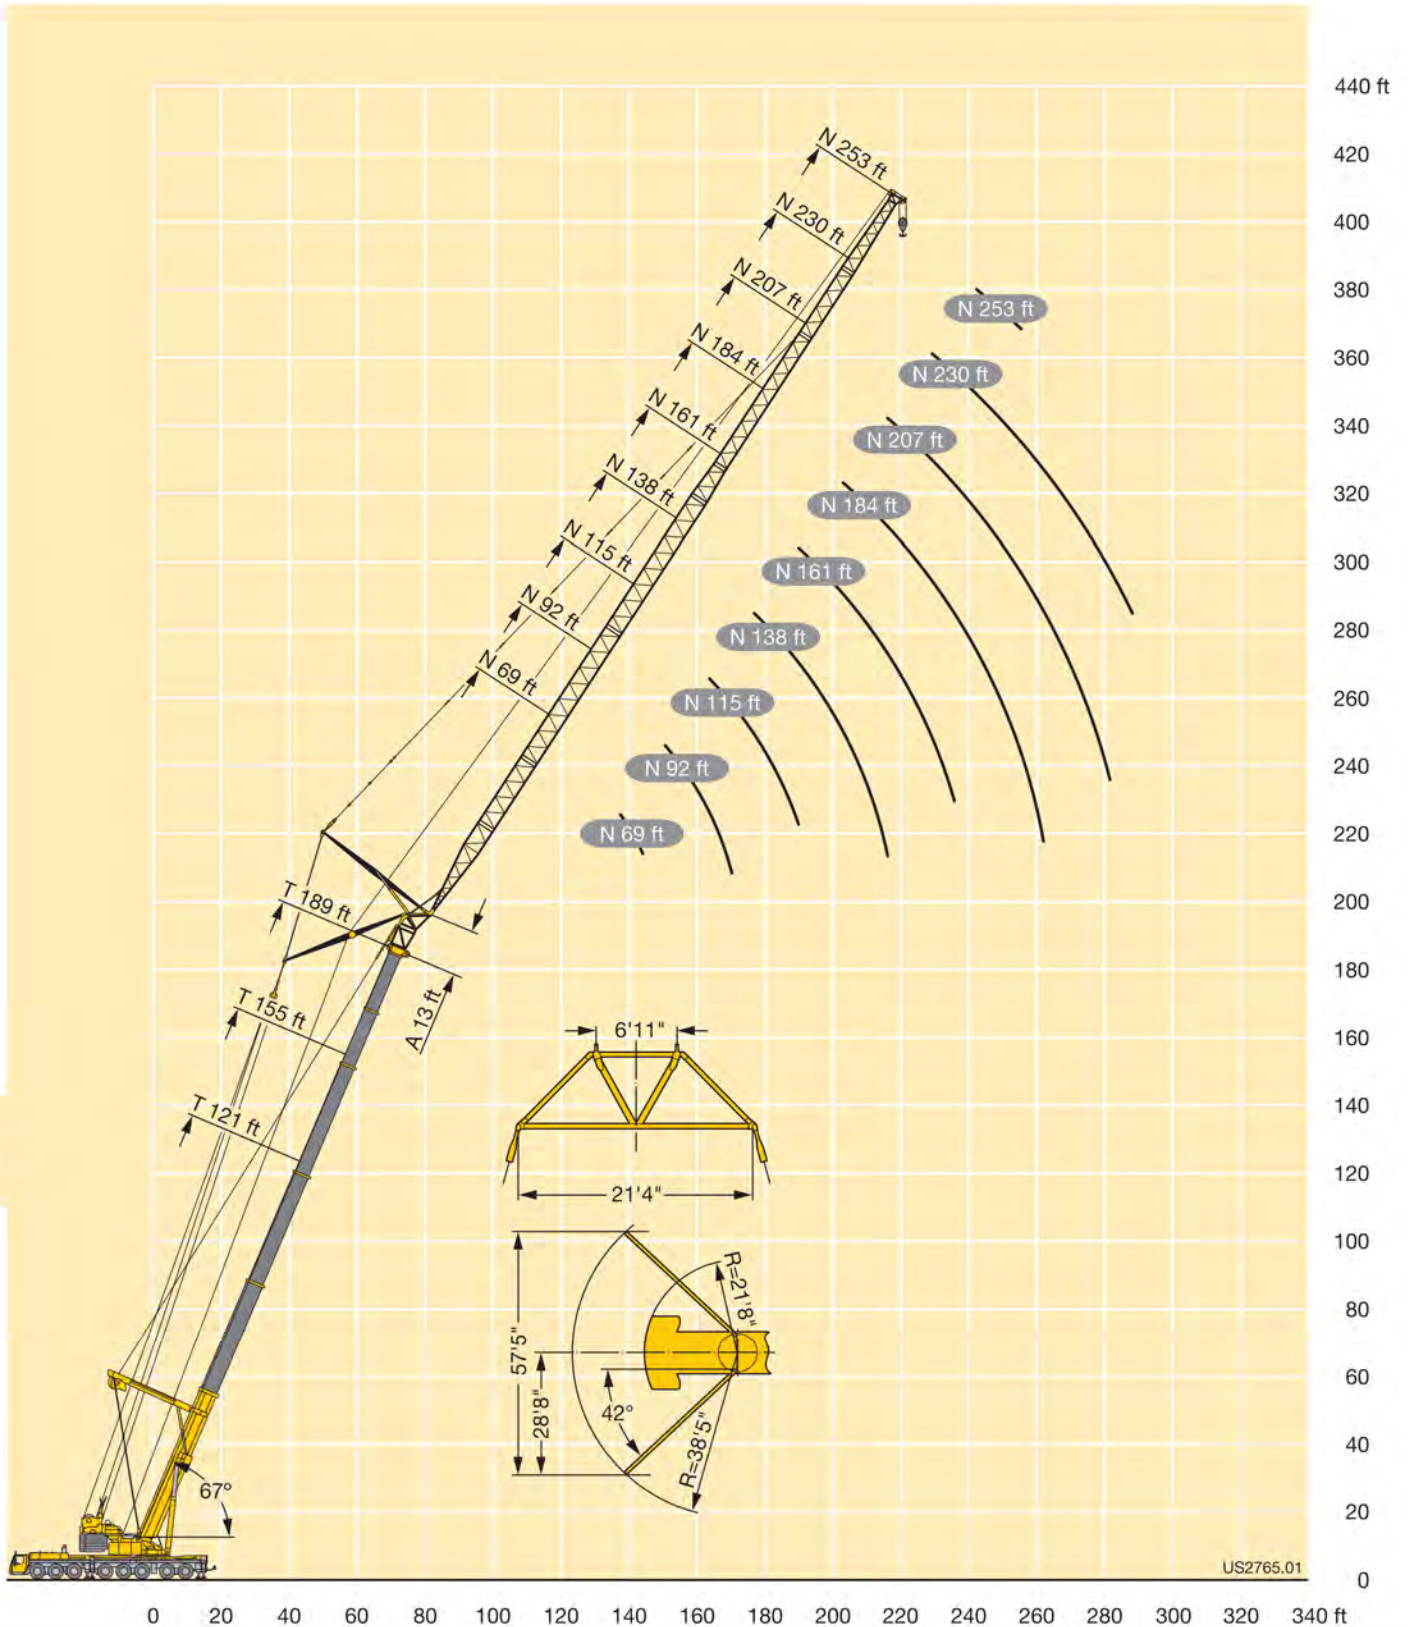 440 ft
420
400
380
360
340
320
300
280
260
240
220
200
180
160
140
120
100
80
60
40
20
0
N 253 ft
N 230 ft
N 207 ft
N 184 ft
N 161 ft
N 138 ft
N 115 ft
N 92 ft
N 69 ft
T 189 ft
T 155 ft
T 121 ft
A 13 ft
67°
N 253 ft
N 230 ft
N 207 ft
N 184 ft
N 161 ft
N 138 ft
N 115 ft
N 92 ft
N 69 ft
6'11"
21'4"
57'5"
28'8"
42°
R=21'8"
R=38'5"
US2765.01
0 20 40 60 80 100 120 140 160 180 200 220 240 260 280 300 320 340 ft